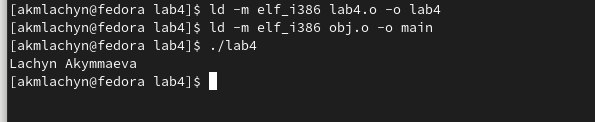 [akmlachyn@fedora lab4]$ ld -m elf_i386 lab4.o -o lab4
[akmlachyn@fedora lab4]$ ld -m elf_i386 obj.o -o main
[akmlachyn@fedora lab4]$ ./lab4
Lachyn Akymmaeva
[akmlachyn@fedora lab4]$